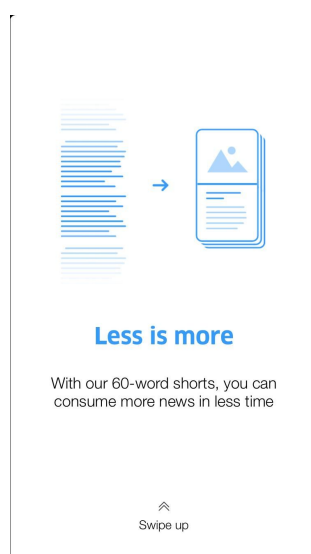 Less is more
With our 60-word shorts, you can
consume more news in less time
Swipe up